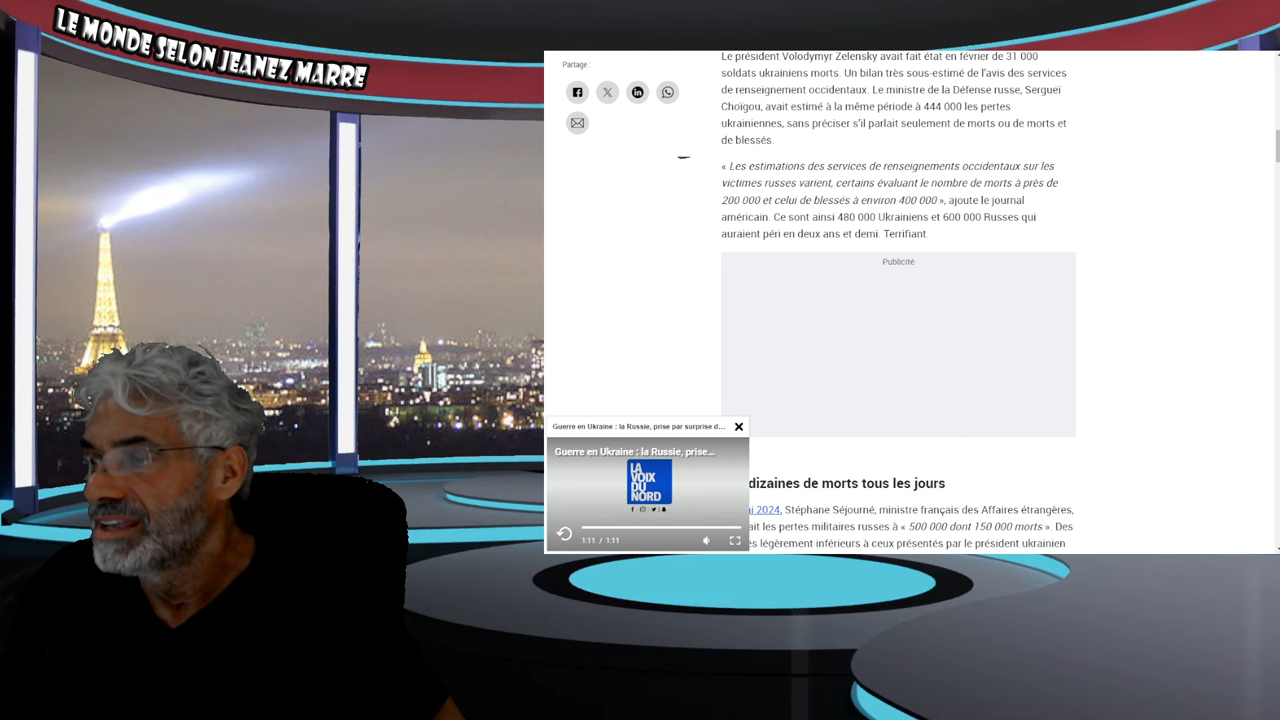 LE MONDE SELON JEANEZ MARRE
Partage :
Le président Volodymyr Zelensky avait fait état en février de 31 000
soldats ukrainiens morts. Un bilan très sous-estimé de l'avis des services
de renseignement occidentaux. Le ministre de la Défense russe, Sergueï
Choïgou, avait estimé à la même période à 444 000 les pertes
ukrainiennes, sans préciser s'il parlait seulement de morts ou de morts et
de blessés.
« Les estimations des services de renseignements occidentaux sur les
victimes russes varient, certains évaluant le nombre de morts à près de
200 000 et celui de blessés à environ 400 000 », ajoute le journal
américain. Ce sont ainsi 480 000 Ukrainiens et 600 000 Russes qui
auraient péri en deux ans et demi. Terrifiant.
Publicité
Guerre en Ukraine : la Russie, prise par surprise d...
Guerre en Ukraine : la Russie, prise...
LA
VOIX
DU
NORD
1:11 / 1:11
dizaines de morts tous les jours
2024, Stéphane Séjourné, ministre français des Affaires étrangères,
les pertes militaires russes à « 500 000 dont 150 000 morts ». Des
légèrement inférieurs à ceux présentés par le président ukrainien